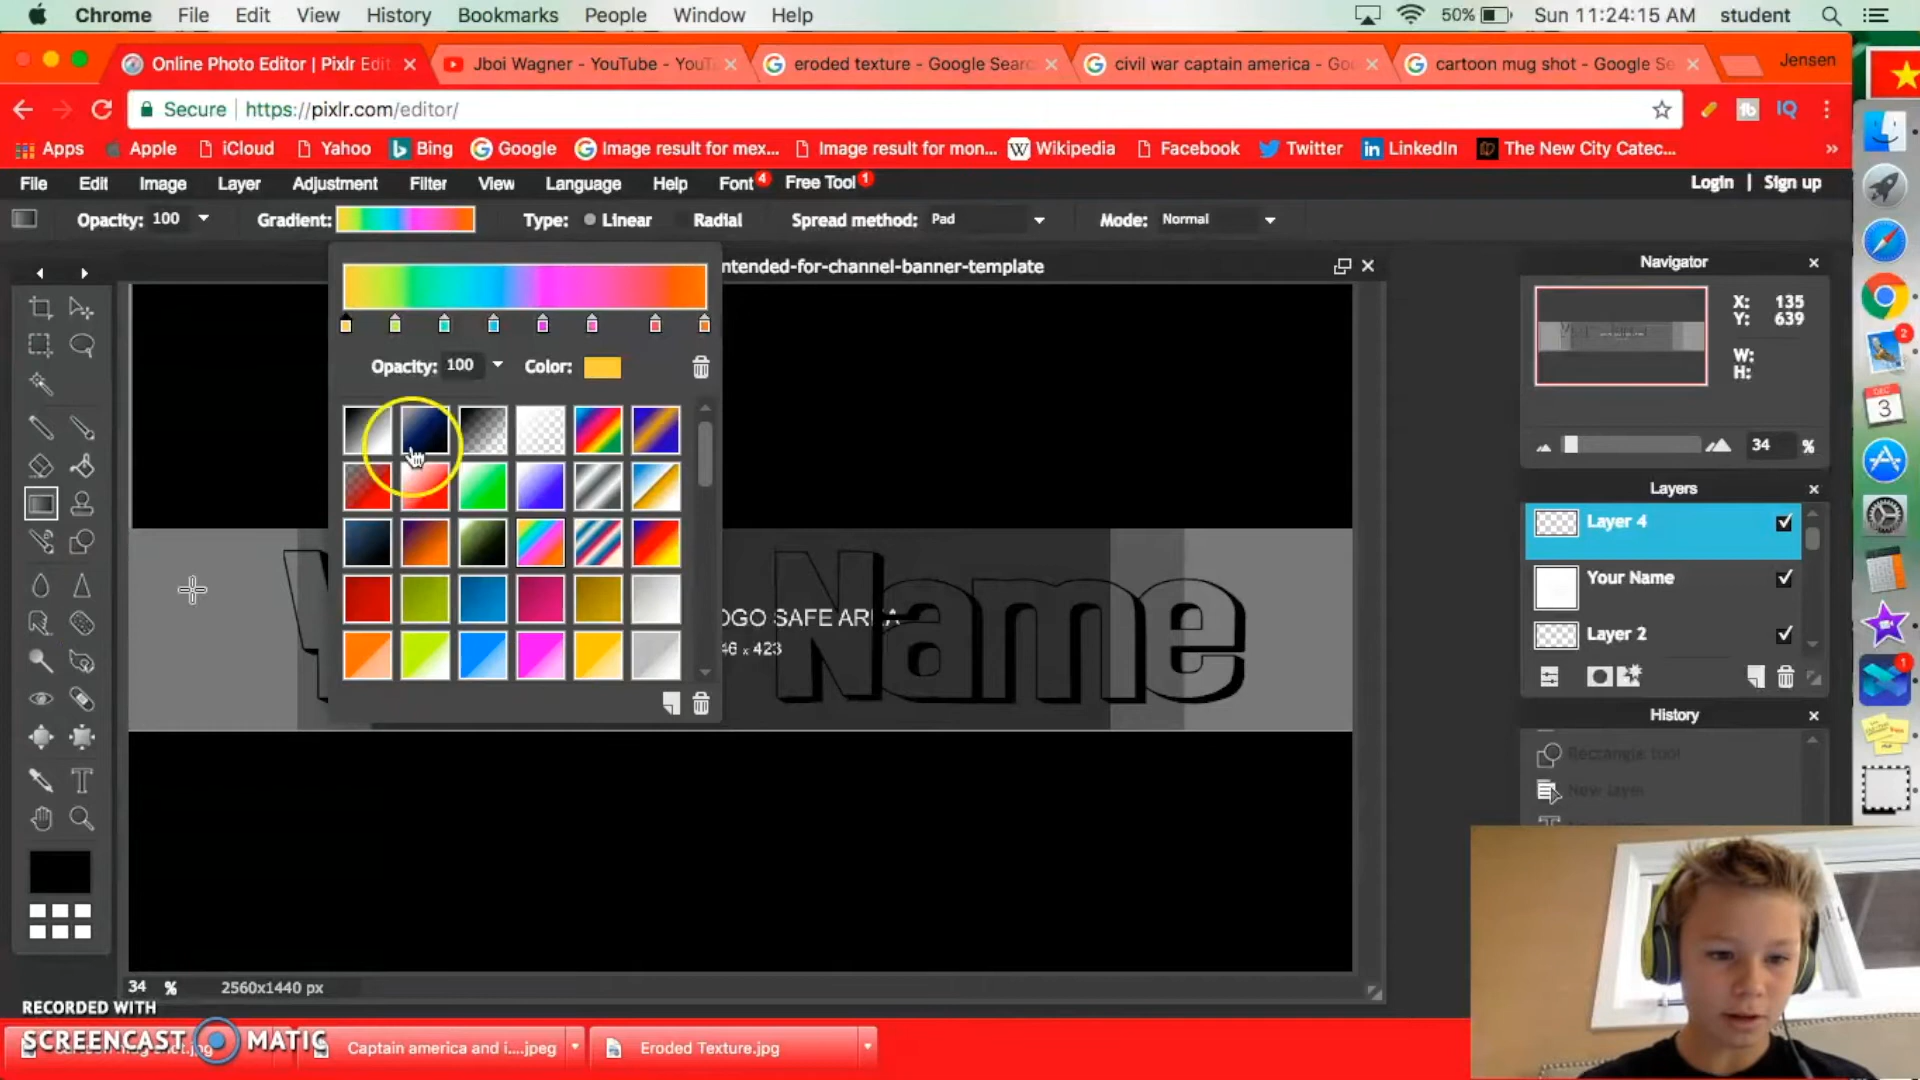 Chrome File Edit View History Bookmarks People Window Help 50% Sun 11:24:15 AM student
Online Photo Editor | Pixlr Edit Jboi Wagner - YouTube - YouT eroded texture - Google Searc civil war captain america - Go cartoon mug shot - Google Se Jensen
Secure https://pixlr.com/editor/ tb IQ
Apps Apple iCloud Yahoo Bing Google Image result for mex... Image result for mon... Wikipedia Facebook Twitter LinkedIn The New City Catec... »
File Edit Image Layer Adjustment Filter View Language Help Font 4 Free Tool 1 Login | Sign up
Opacity: 100 Gradient: Type: Linear Radial Spread method: Pad Mode: Normal
ntended-for-channel-banner-template
Navigator
X: 135
Y: 639
W:
H:
34 %
Opacity: 100 Color:
Layers
Layer 4
Your Name
Layer 2
History
Rectangle tool
New layer
Name
OGO SAFE AREA
46 x 423
2
DEC
3
1
34 % 2560x1440 px
RECORDED WITH
SCREENCAST MATIC
Captain america and i....jpeg Eroded Texture.jpg